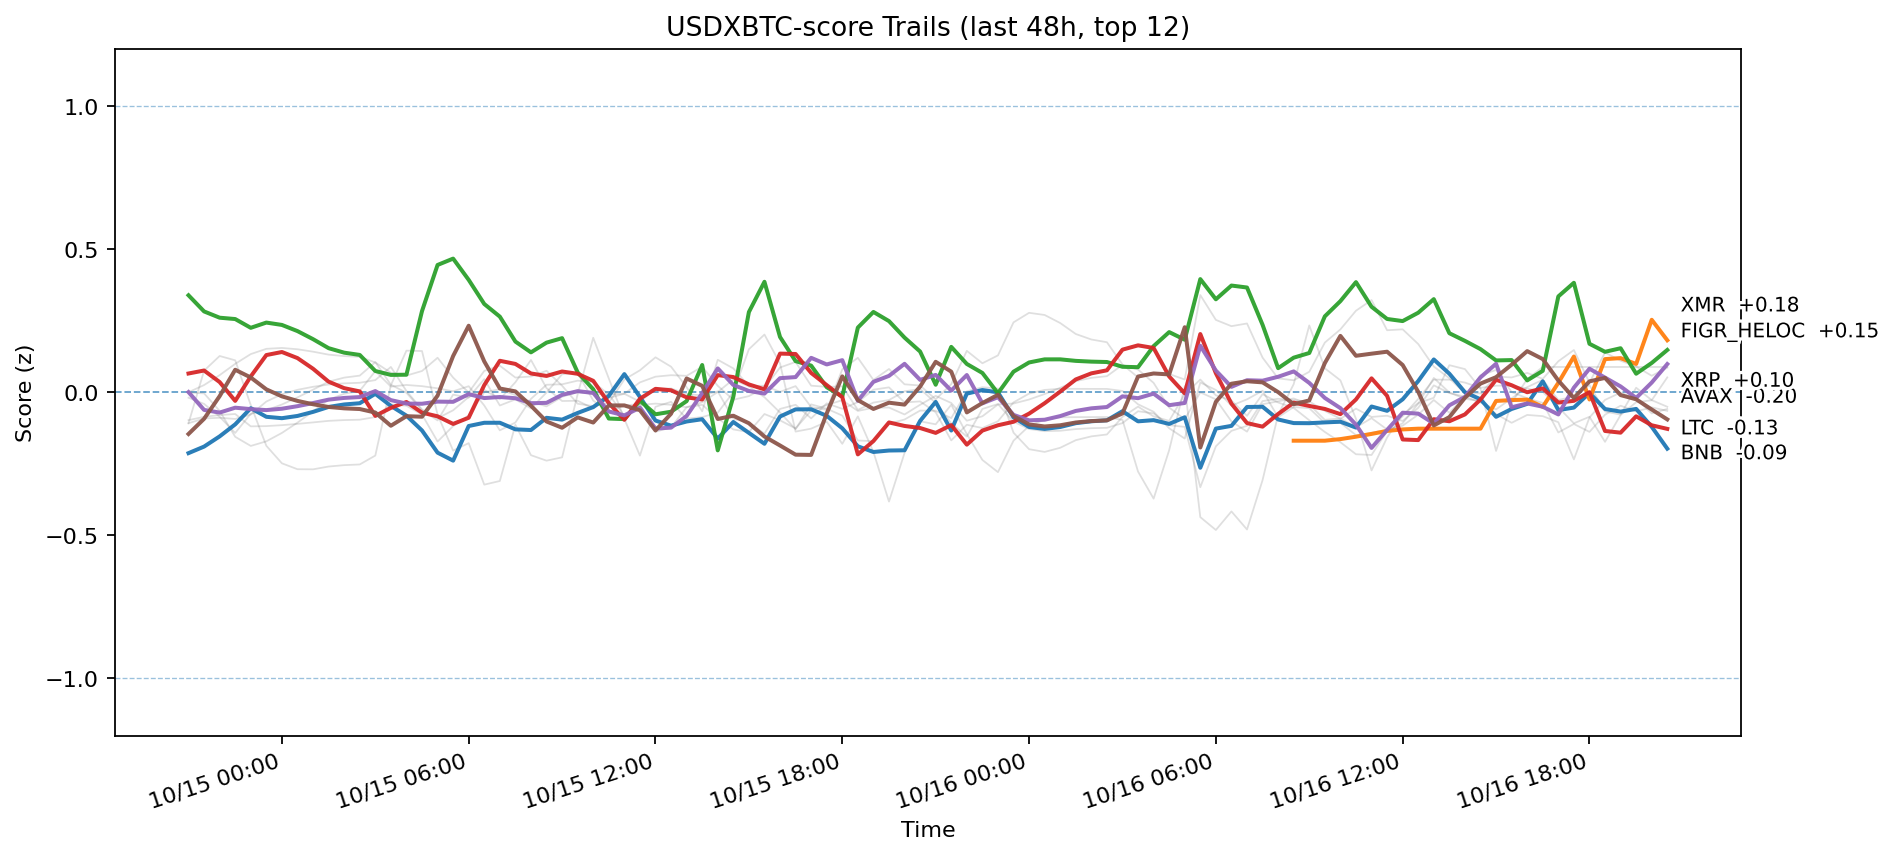 USDXBTC-score Trails (last 48h, top 12)
Score (z)
1.0
0.5
0.0
−0.5
−1.0
XMR +0.18
FIGR_HELOC +0.15
XRP +0.10
AVAX -0.20
LTC -0.13
BNB -0.09
10/15 00:00
10/15 06:00
10/15 12:00
10/15 18:00
10/16 00:00
10/16 06:00
10/16 12:00
10/16 18:00
Time